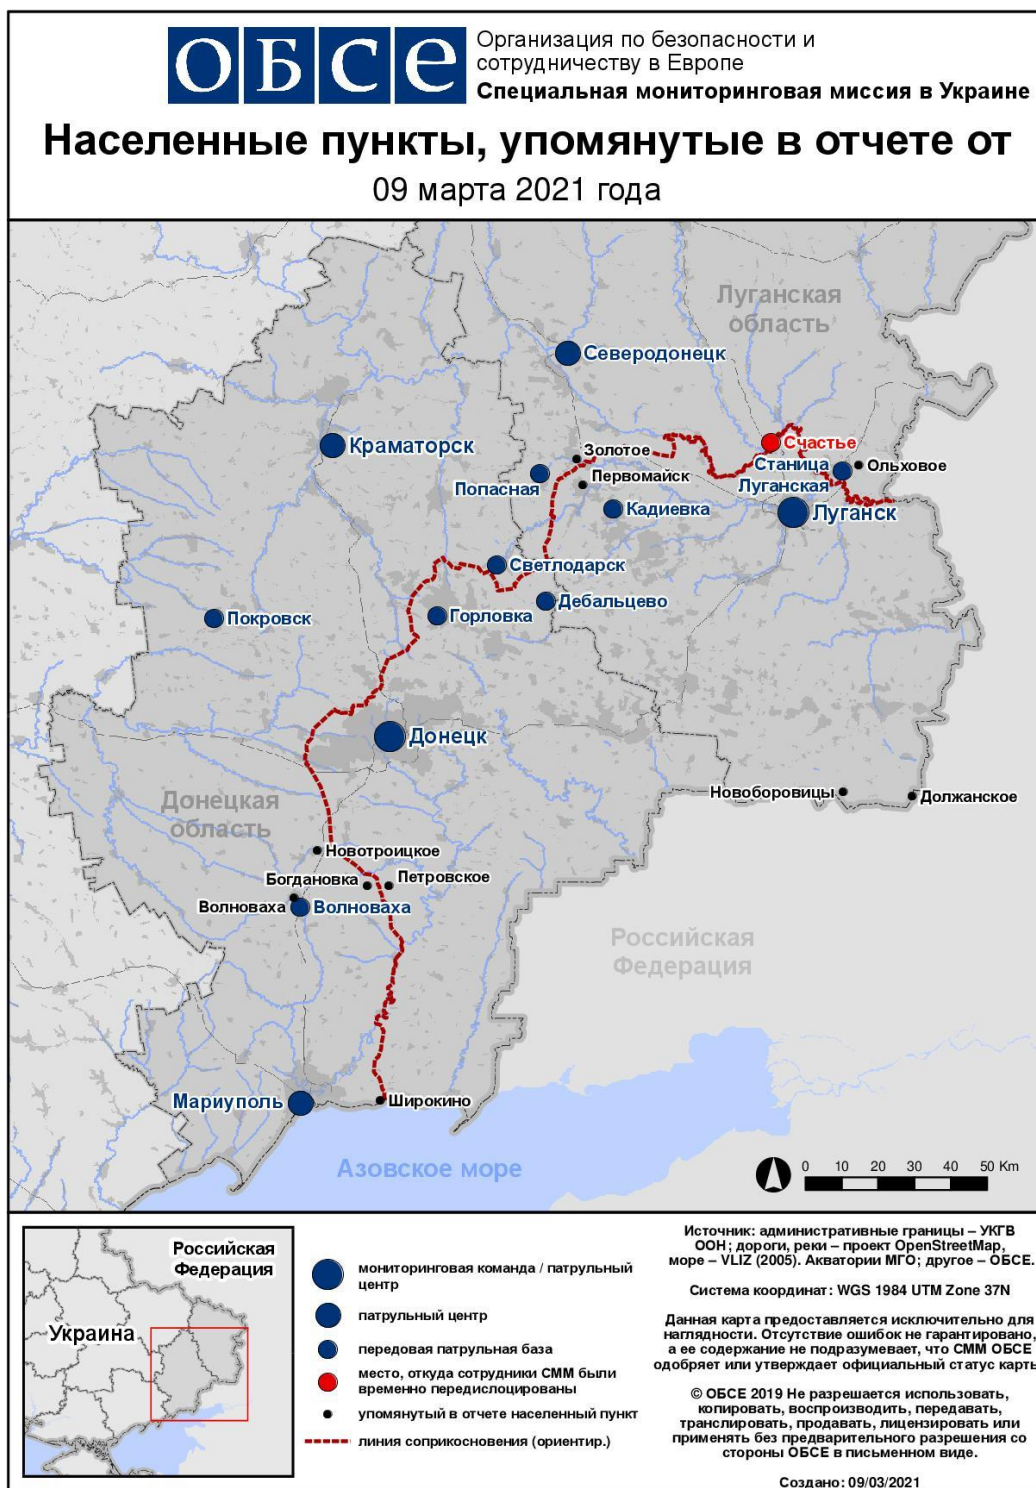 ОБСЕ
Организация по безопасности и
сотрудничеству в Европе
Специальная мониторинговая миссия в Украине
Населенные пункты, упомянутые в отчете от
09 марта 2021 года
Луганская
область
Северодонецк
Краматорск
Счастье
Золотое
Станица
Луганская
Ольховое
Попасная
Первомайск
Кадиевка
Луганск
Светлодарск
Дебальцево
Покровск
Горловка
Донецк
Донецкая
область
Новоборовицы
Должанское
Новотроицкое
Богдановка
Петровское
Волноваха
Волноваха
Российская
Федерация
Мариуполь
Широкино
Азовское море
0 10 20 30 40 50 Km
Российская
Федерация
Украина
мониторинговая команда / патрульный
центр
патрульный центр
передовая патрульная база
место, откуда сотрудники СММ были
временно передислоцированы
упомянутый в отчете населенный пункт
линия соприкосновения (ориентир.)
Источник: административные границы – УКГВ
ООН; дороги, реки – проект OpenStreetMap,
море – VLIZ (2005). Акватории МГО; другое – ОБСЕ.
Система координат: WGS 1984 UTM Zone 37N
Данная карта предоставляется исключительно для
наглядности. Отсутствие ошибок не гарантировано,
а ее содержание не подразумевает, что СММ ОБСЕ
одобряет или утверждает официальный статус карты
© ОБСЕ 2019 Не разрешается использовать,
копировать, воспроизводить, передавать,
транслировать, продавать, лицензировать или
применять без предварительного разрешения со
стороны ОБСЕ в письменном виде.
Создано: 09/03/2021